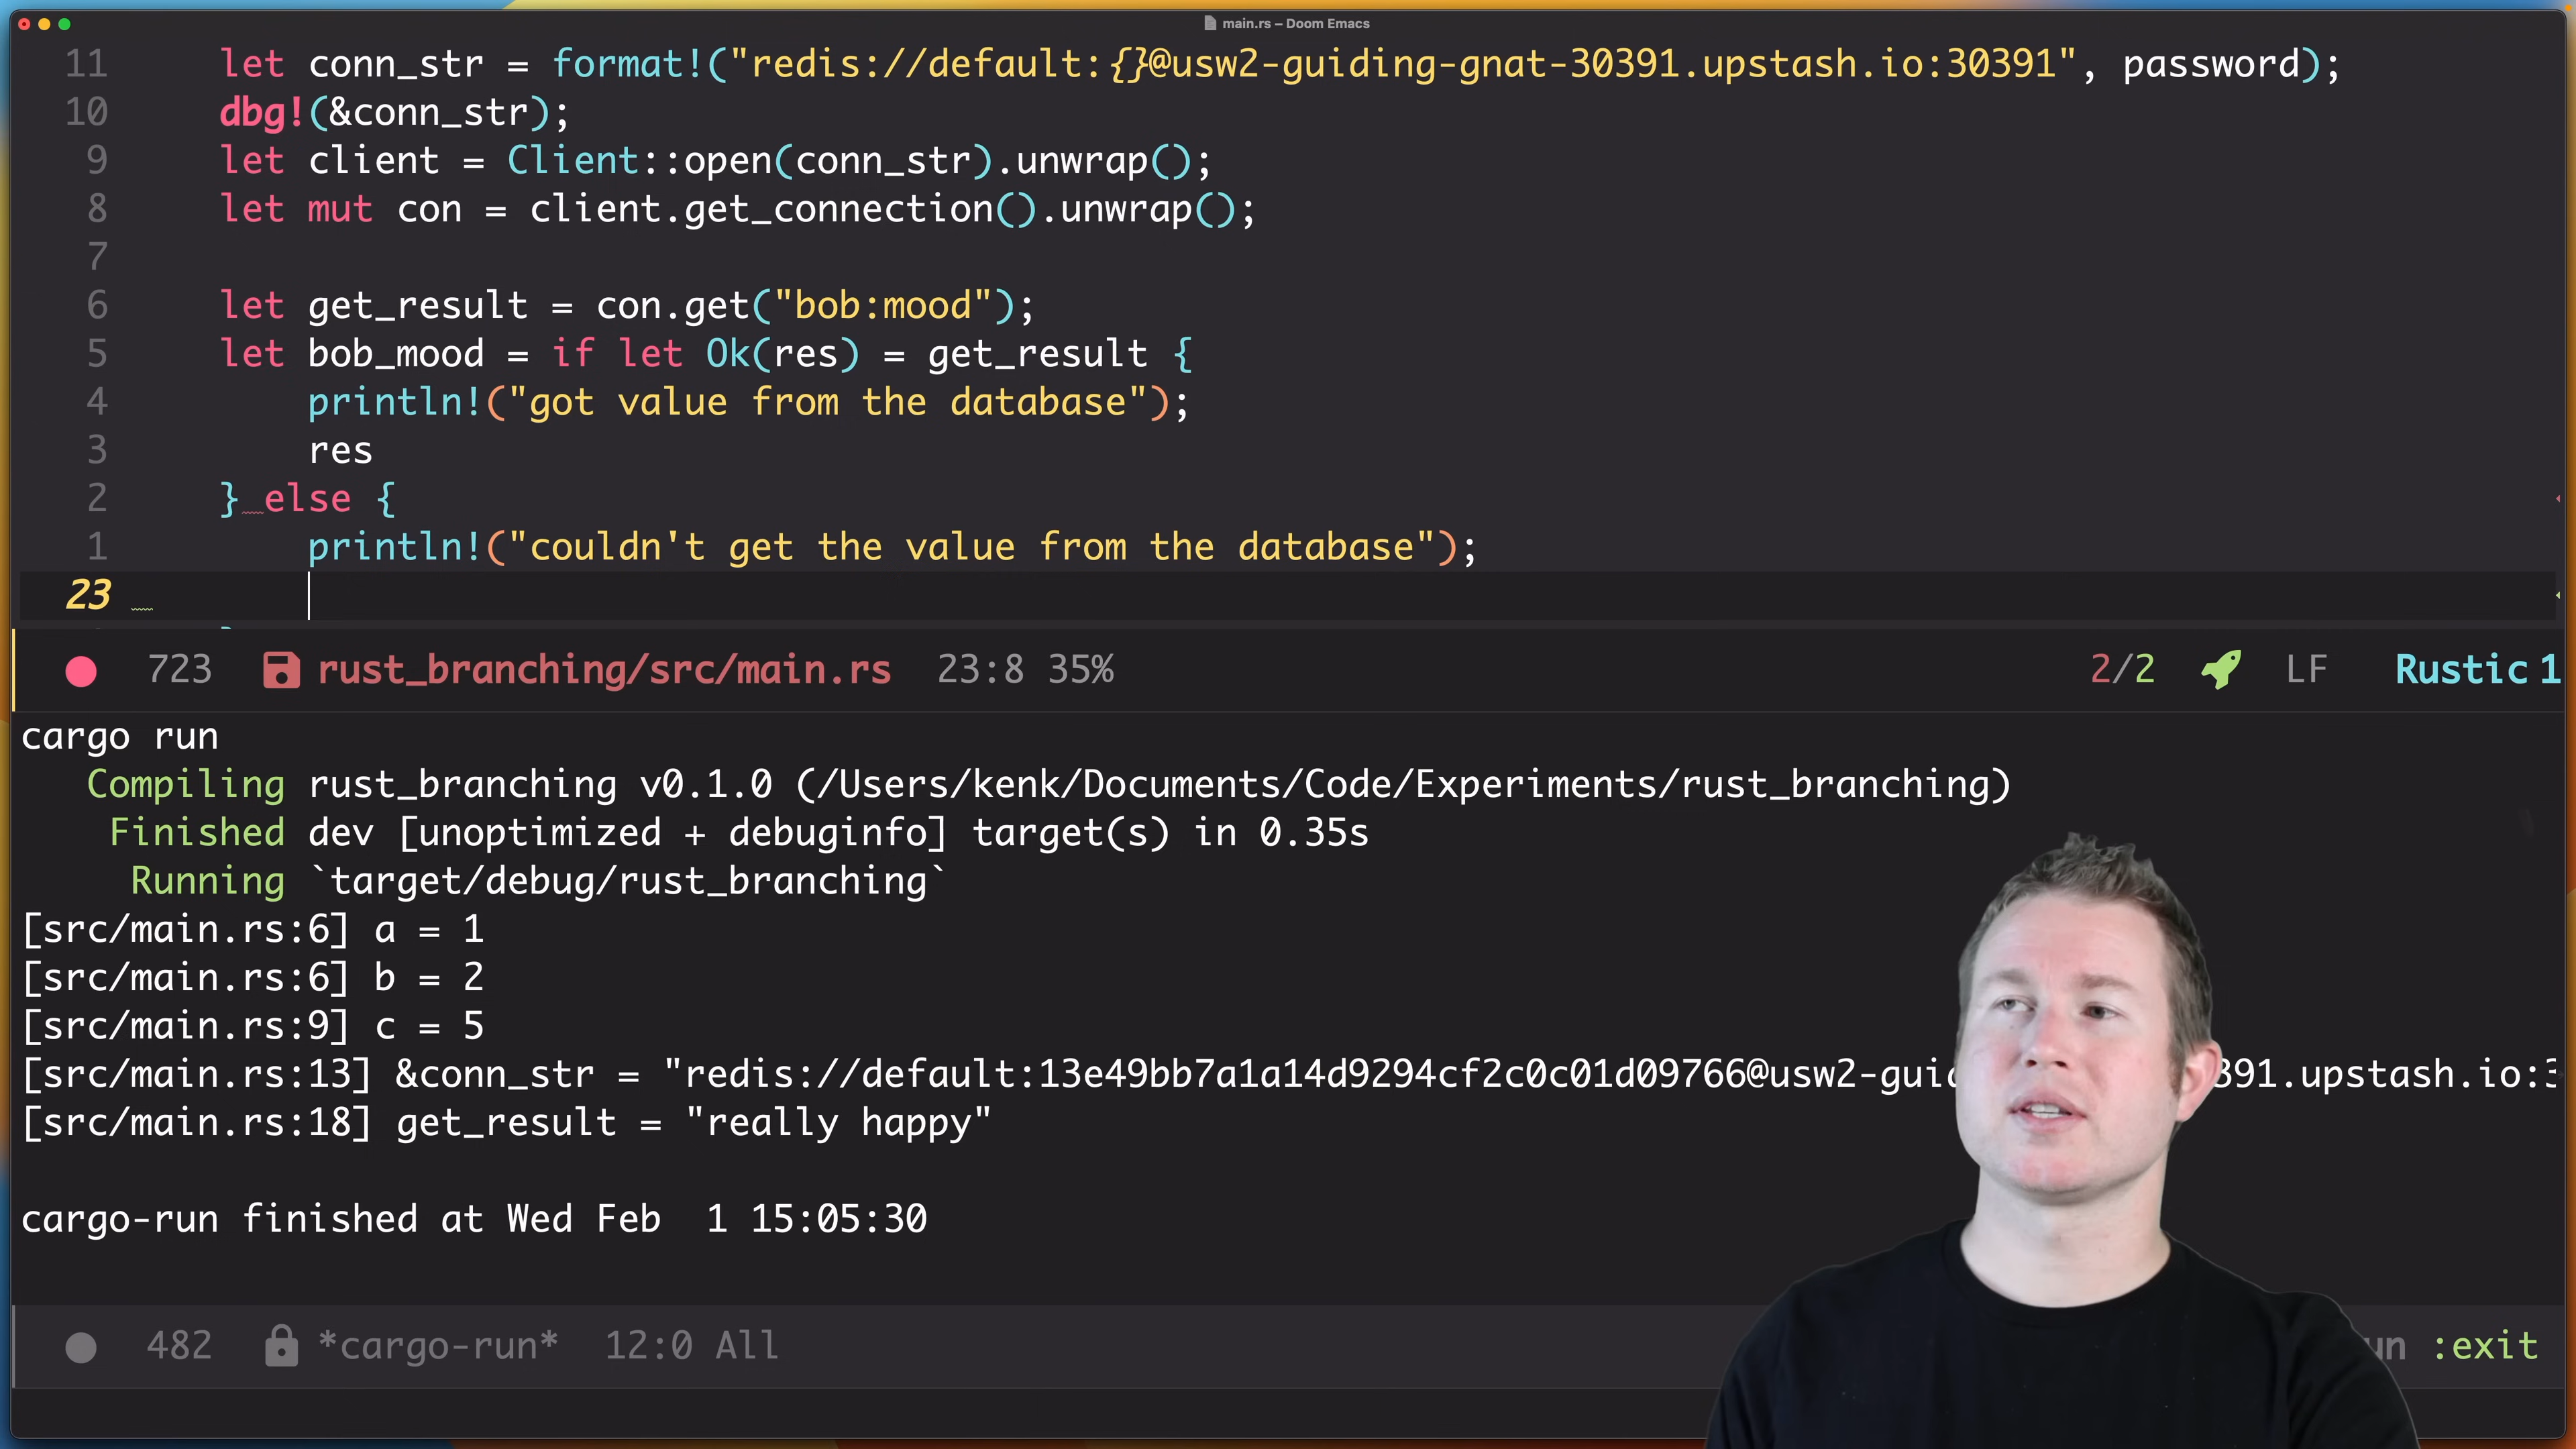 main.rs – Doom Emacs
11 let conn_str = format!("redis://default:{}@usw2-guiding-gnat-30391.upstash.io:30391", password);
10 dbg!(&conn_str);
9 let client = Client::open(conn_str).unwrap();
8 let mut con = client.get_connection().unwrap();
7
6 let get_result = con.get("bob:mood");
5 let bob_mood = if let Ok(res) = get_result {
4 println!("got value from the database");
3 res
2 } else {
1 println!("couldn't get the value from the database");
23
723 rust_branching/src/main.rs 23:8 35% 2/2 LF Rustic 1
cargo run
Compiling rust_branching v0.1.0 (/Users/kenk/Documents/Code/Experiments/rust_branching)
Finished dev [unoptimized + debuginfo] target(s) in 0.35s
Running `target/debug/rust_branching`
[src/main.rs:6] a = 1
[src/main.rs:6] b = 2
[src/main.rs:9] c = 5
[src/main.rs:13] &conn_str = "redis://default:13e49bb7a1a14d9294cf2c0c01d09766@usw2-gui 391.upstash.io:3
[src/main.rs:18] get_result = "really happy"
cargo-run finished at Wed Feb 1 15:05:30
482 *cargo-run* 12:0 All un :exit